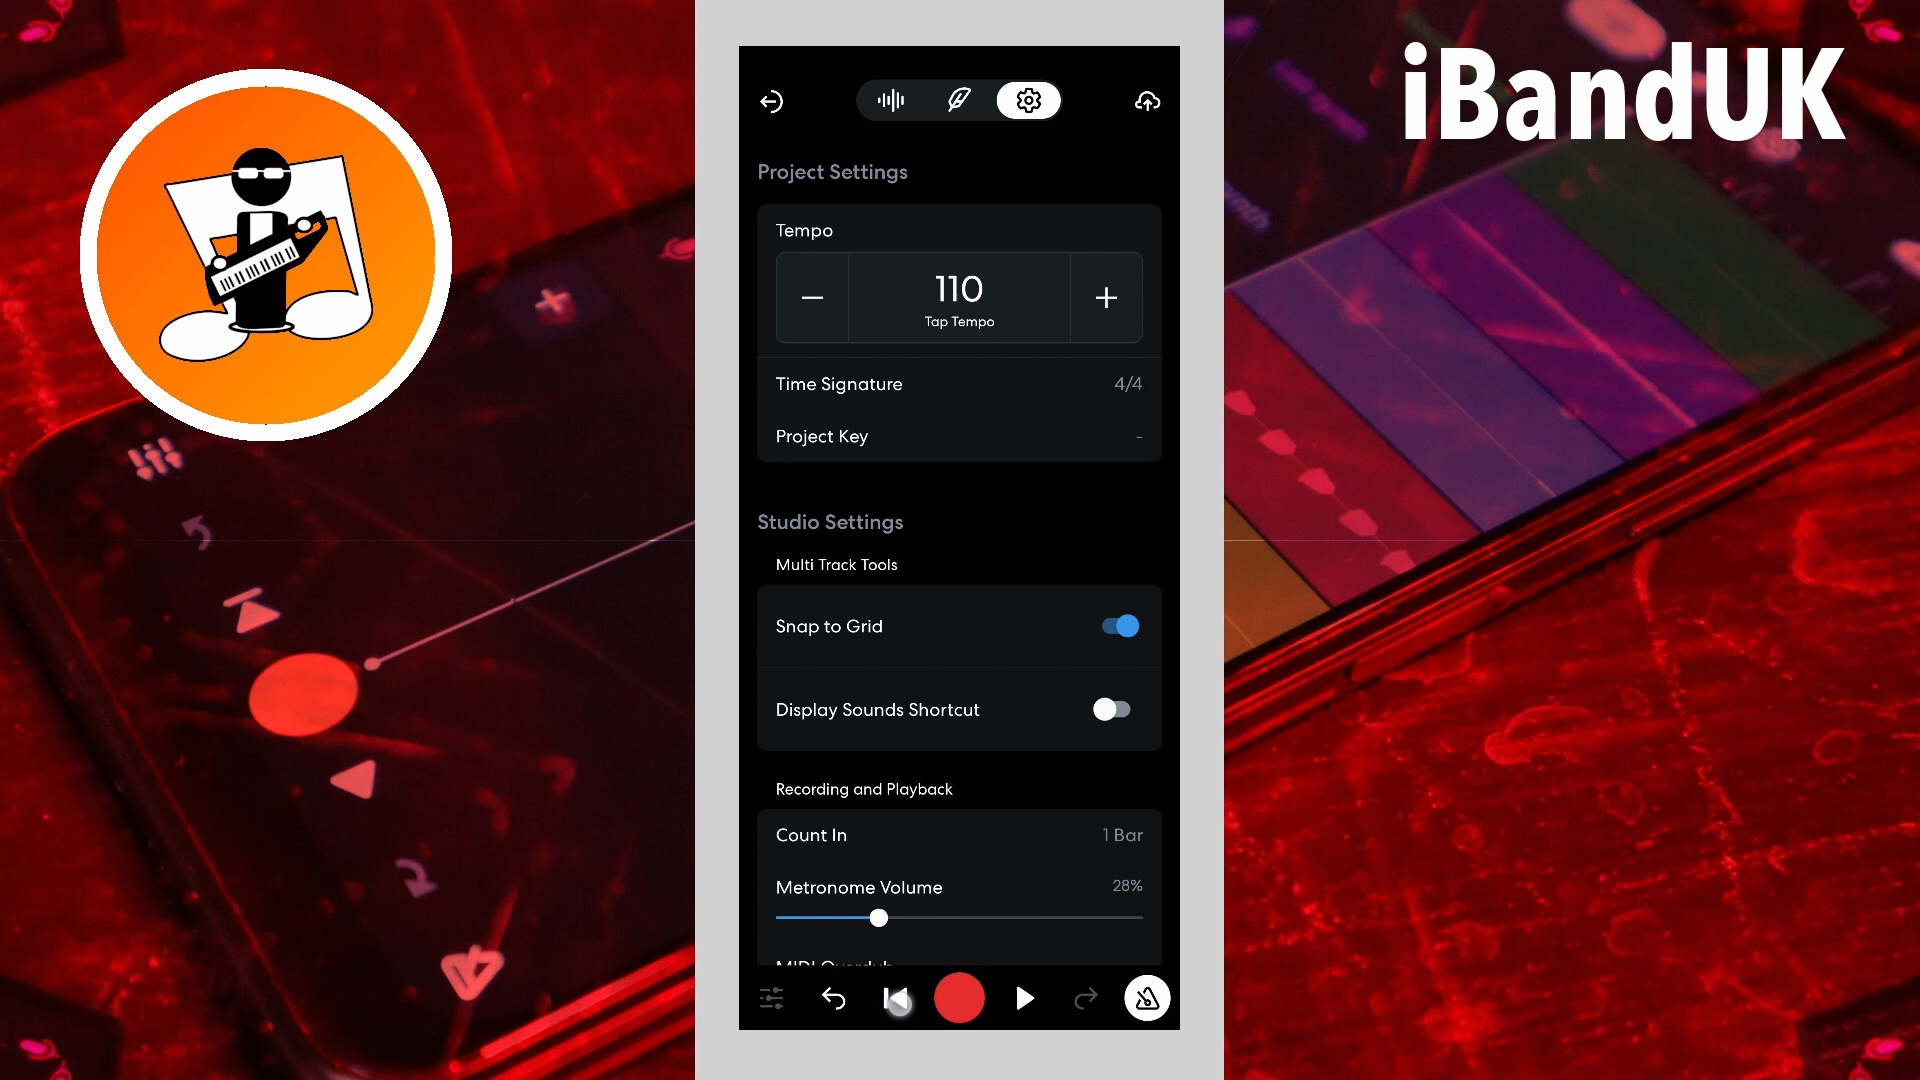 iBandUK
Project Settings
Tempo
110
Tap Tempo
Time Signature 4/4
Project Key -
Studio Settings
Multi Track Tools
Snap to Grid
Display Sounds Shortcut
Recording and Playback
Count In 1 Bar
Metronome Volume 28%